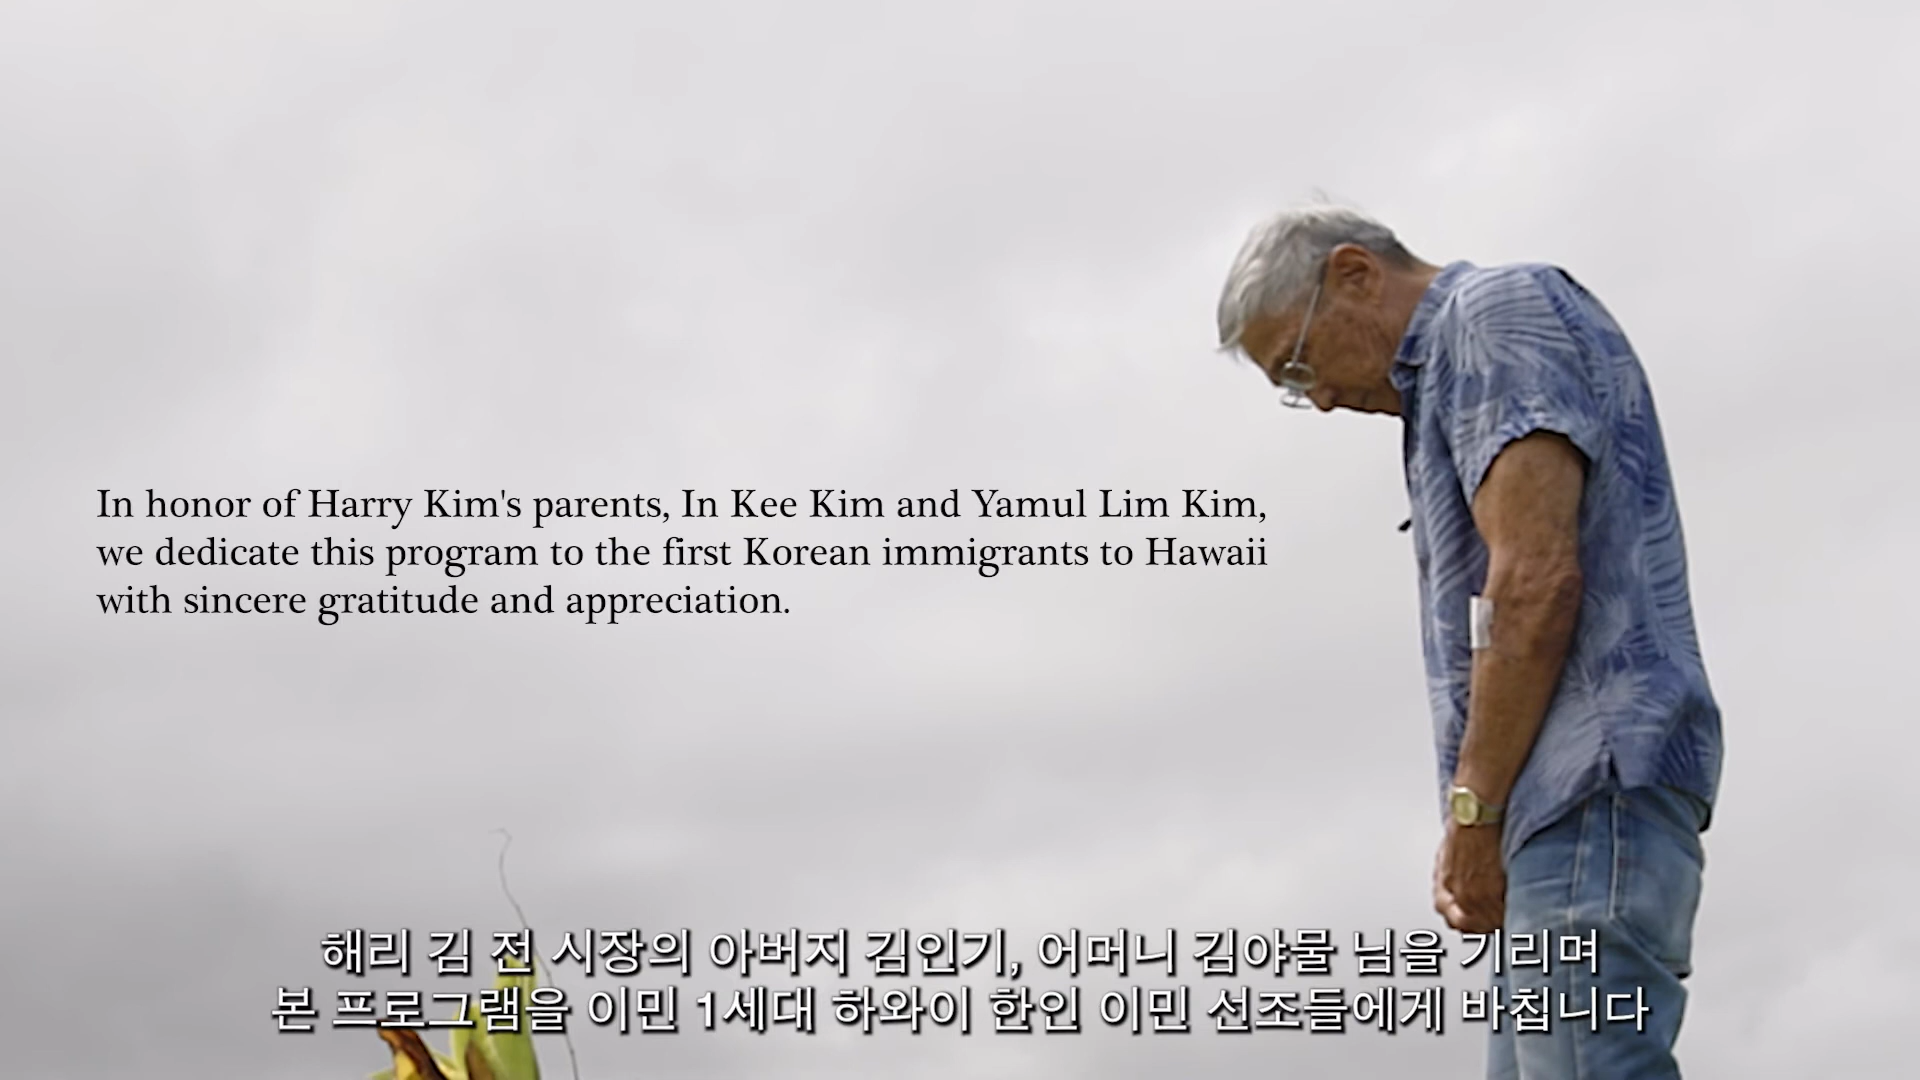 In honor of Harry Kim's parents, In Kee Kim and Yamul Lim Kim,
we dedicate this program to the first Korean immigrants to Hawaii
with sincere gratitude and appreciation.
해리 김 전 시장의 아버지 김인기, 어머니 김야물 님을 기리며
본 프로그램을 이민 1세대 하와이 한인 이민 선조들에게 바칩니다